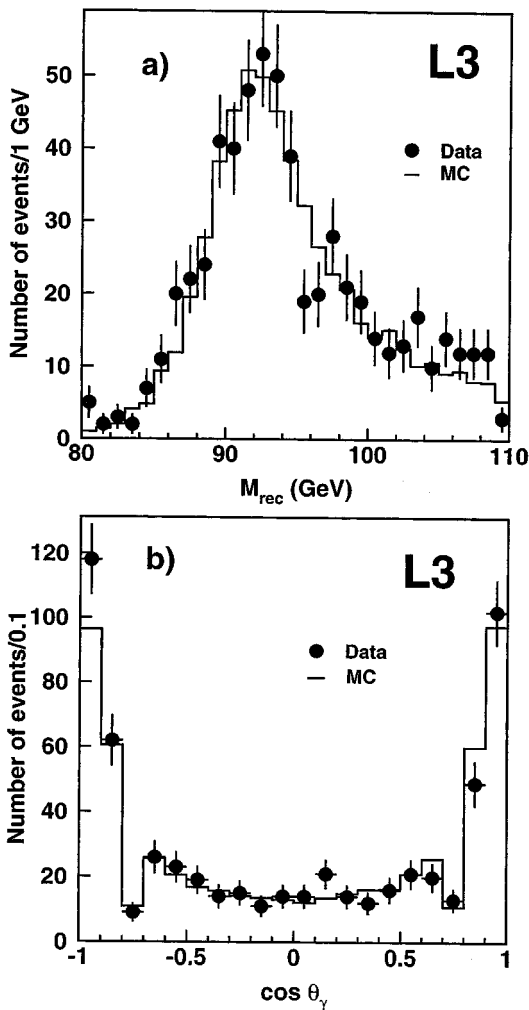 a)
L3
Data
MC
Number of events/1 GeV
50
40
30
20
10
0
80
90
100
110
M_rec (GeV)
b)
L3
Data
MC
Number of events/0.1
120
100
80
60
40
20
0
-1
-0.5
0
0.5
1
cos θ_γ